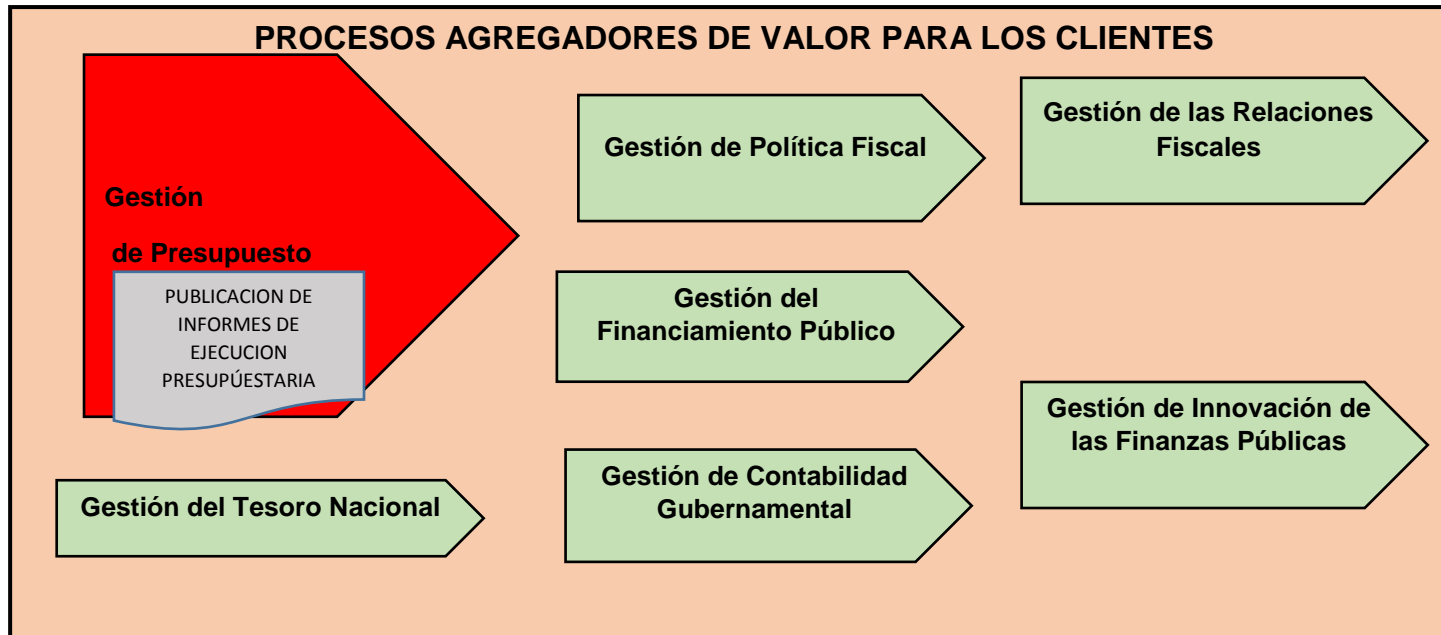 PROCESOS AGREGADORES DE VALOR PARA LOS CLIENTES
Gestión
de Presupuesto
PUBLICACION DE
INFORMES DE
EJECUCION
PRESUPÚESTARIA
Gestión del Tesoro Nacional
Gestión de Política Fiscal
Gestión del
Financiamiento Público
Gestión de Contabilidad
Gubernamental
Gestión de las Relaciones
Fiscales
Gestión de Innovación de
las Finanzas Públicas